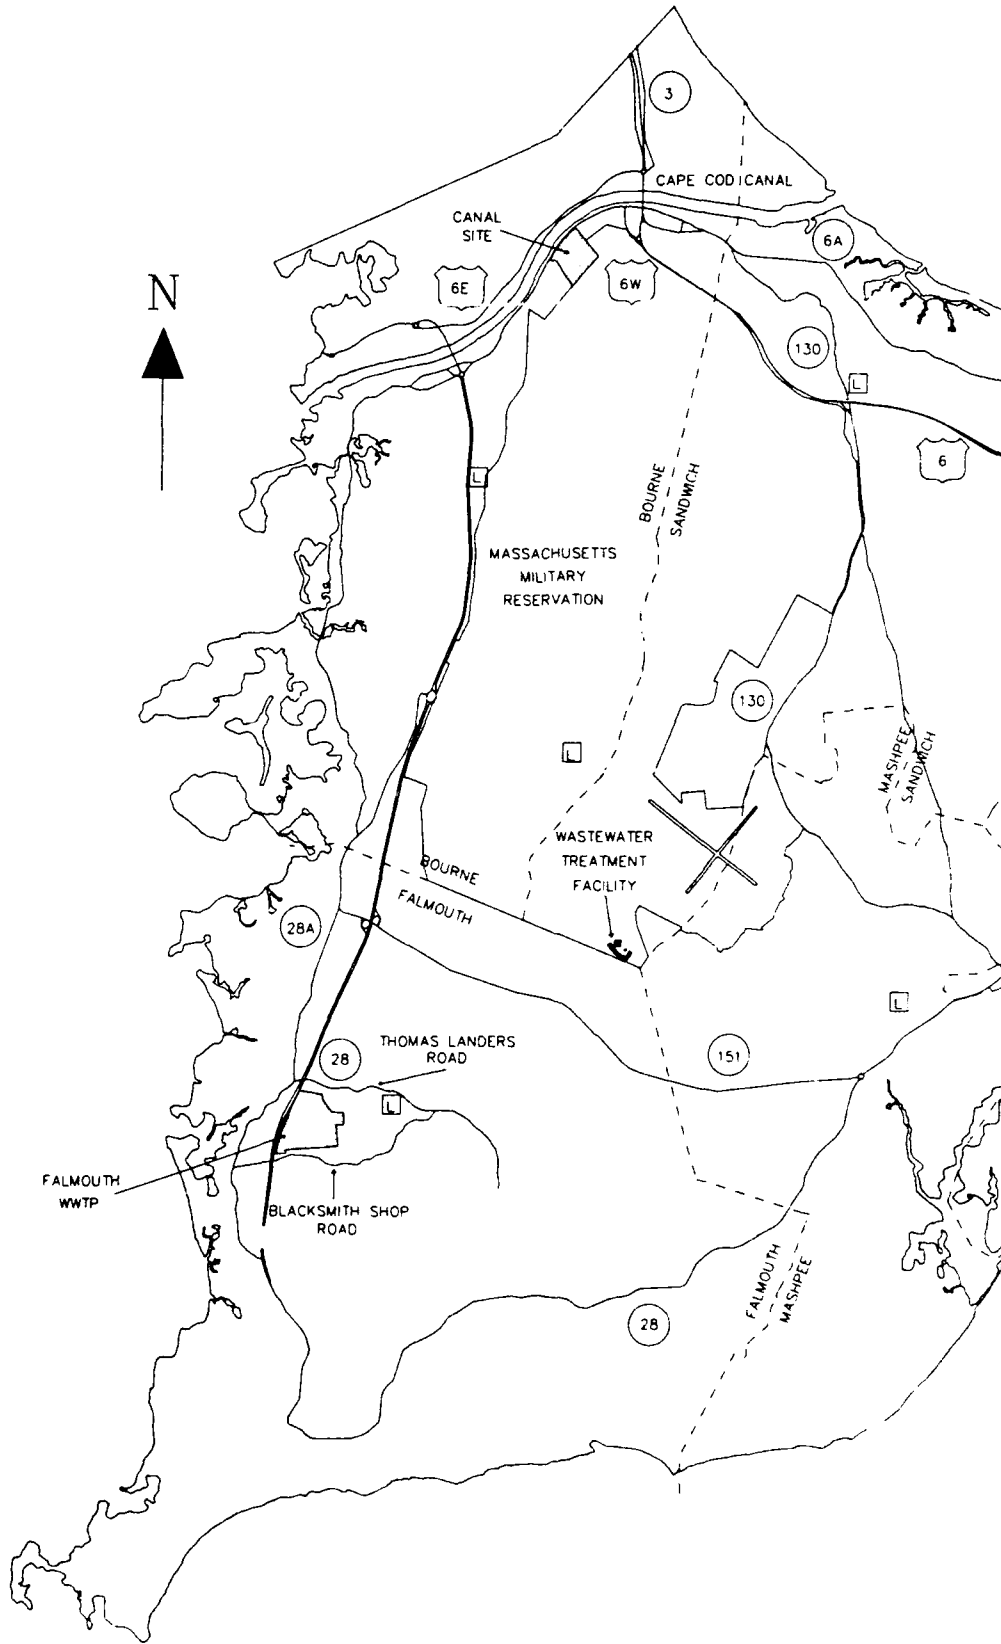 3
CAPE COD CANAL
CANAL
SITE
6A
6E
6W
N
130
L
6
L
BOURNE
SANDWICH
MASSACHUSETTS
MILITARY
RESERVATION
130
L
MASHPEE
SANDWICH
WASTEWATER
TREATMENT
FACILITY
BOURNE
FALMOUTH
28A
L
THOMAS LANDERS
ROAD
28
151
L
FALMOUTH
WWTP
BLACKSMITH SHOP
ROAD
FALMOUTH
MASHPEE
28